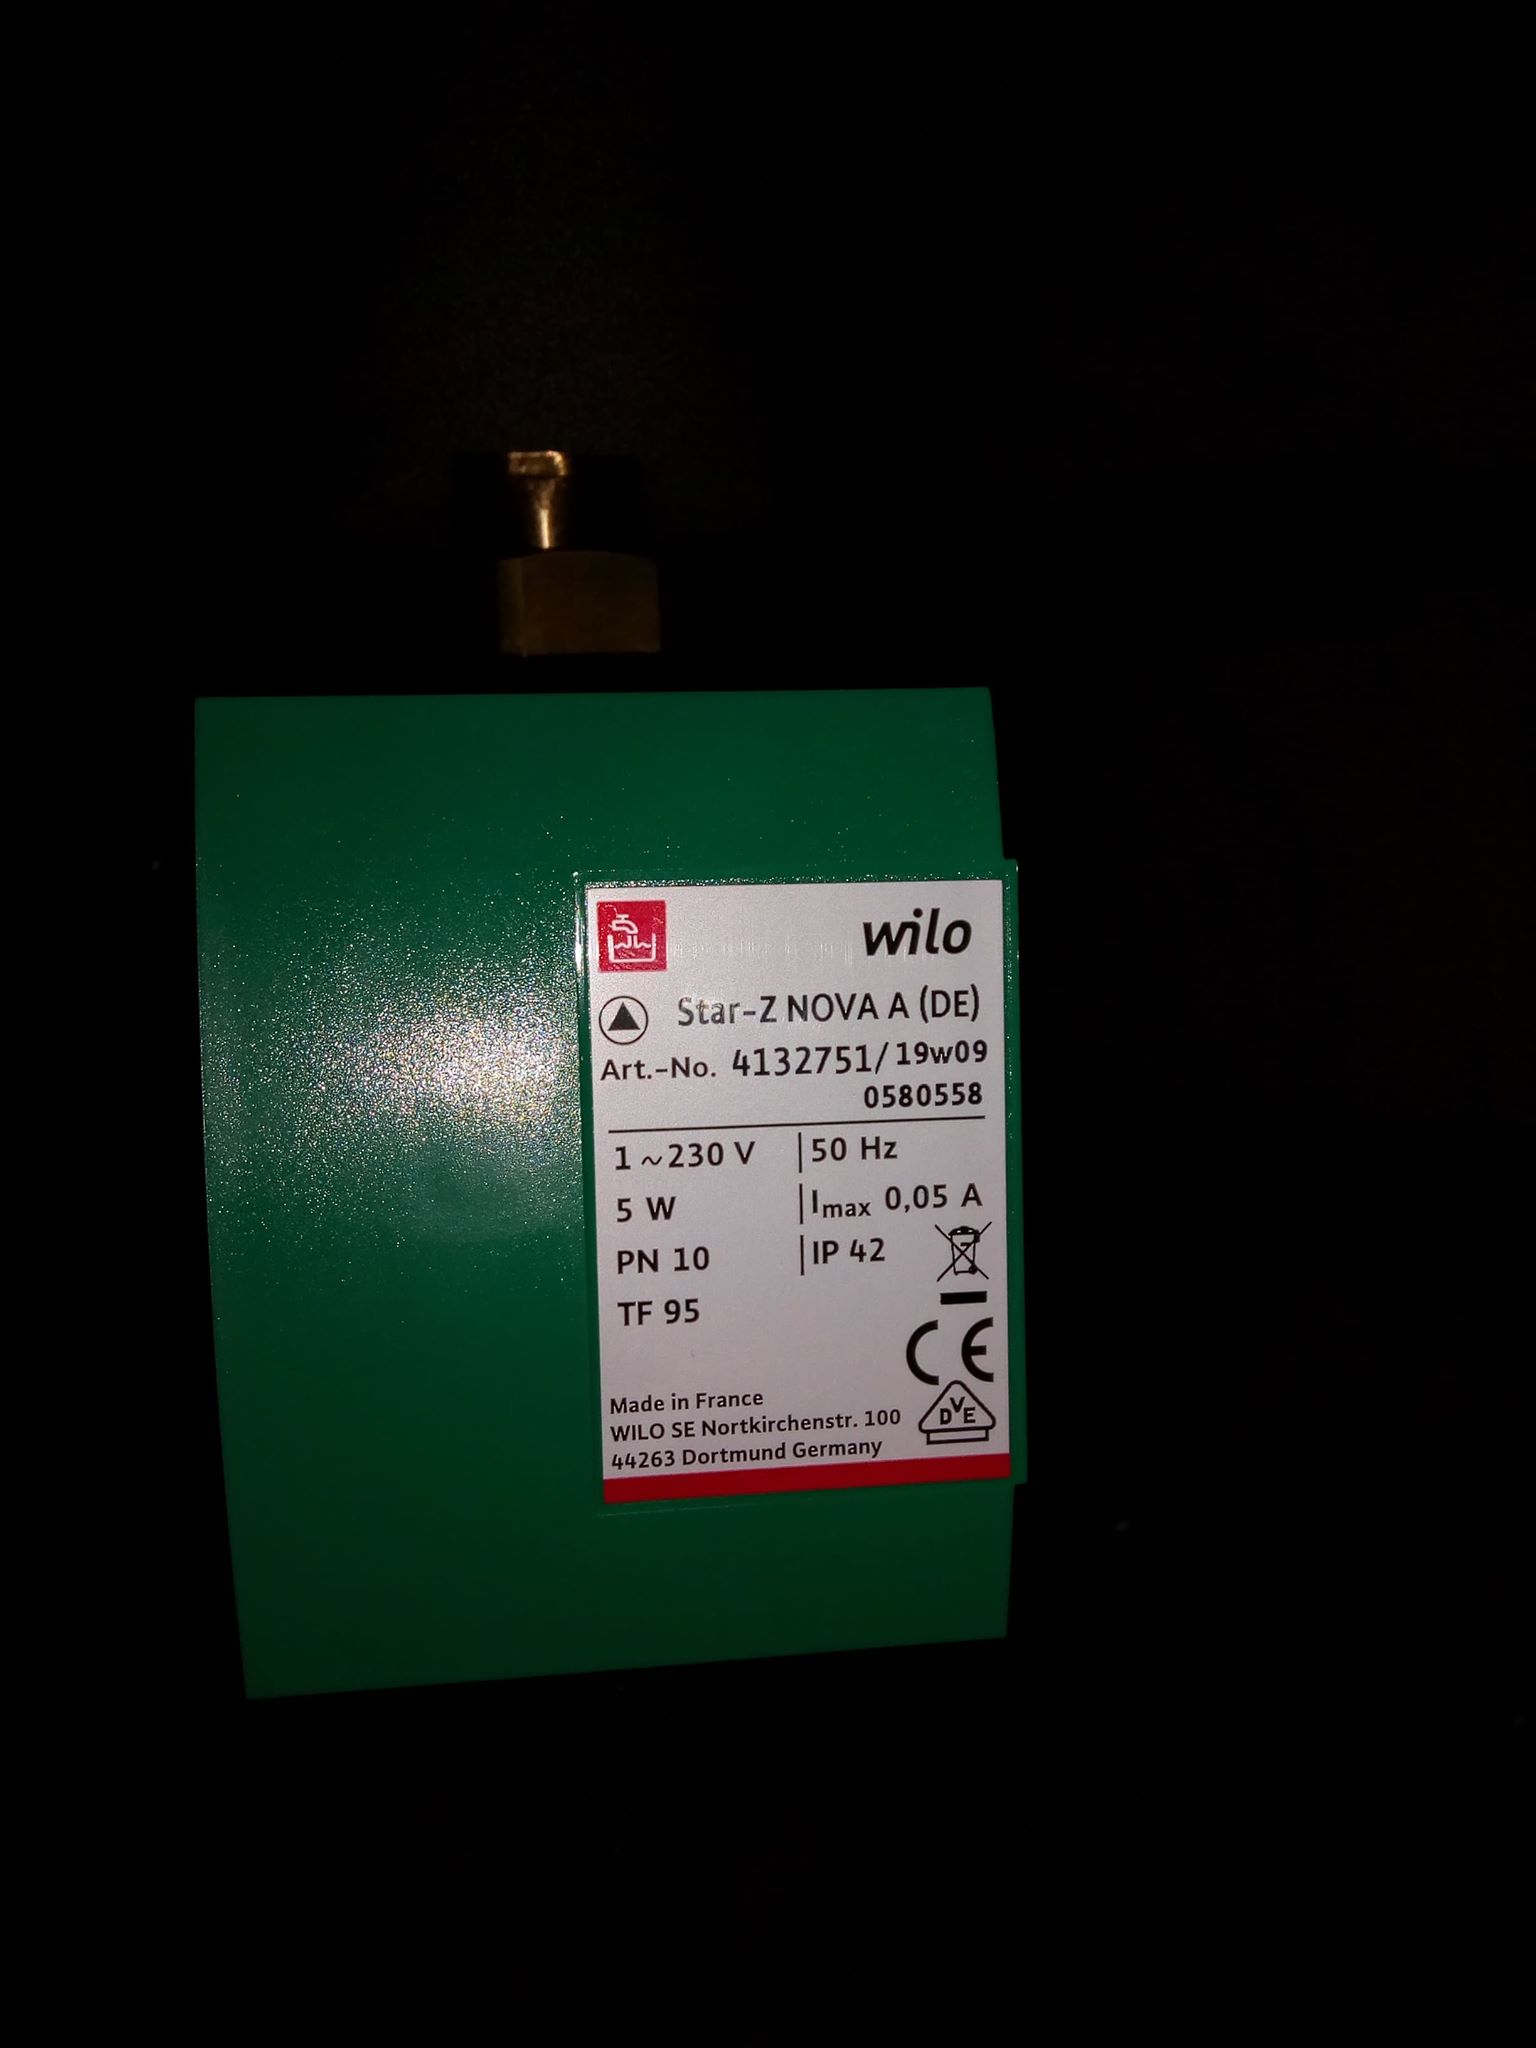 wilo
Star-Z NOVA A (DE)
Art.-No. 4132751/19w09
0580558
1 ~ 230 V | 50 Hz
5 W | Imax 0,05 A
PN 10 | IP 42
TF 95
CE
DVE
Made in France
WILO SE Nortkirchenstr. 100
44263 Dortmund Germany